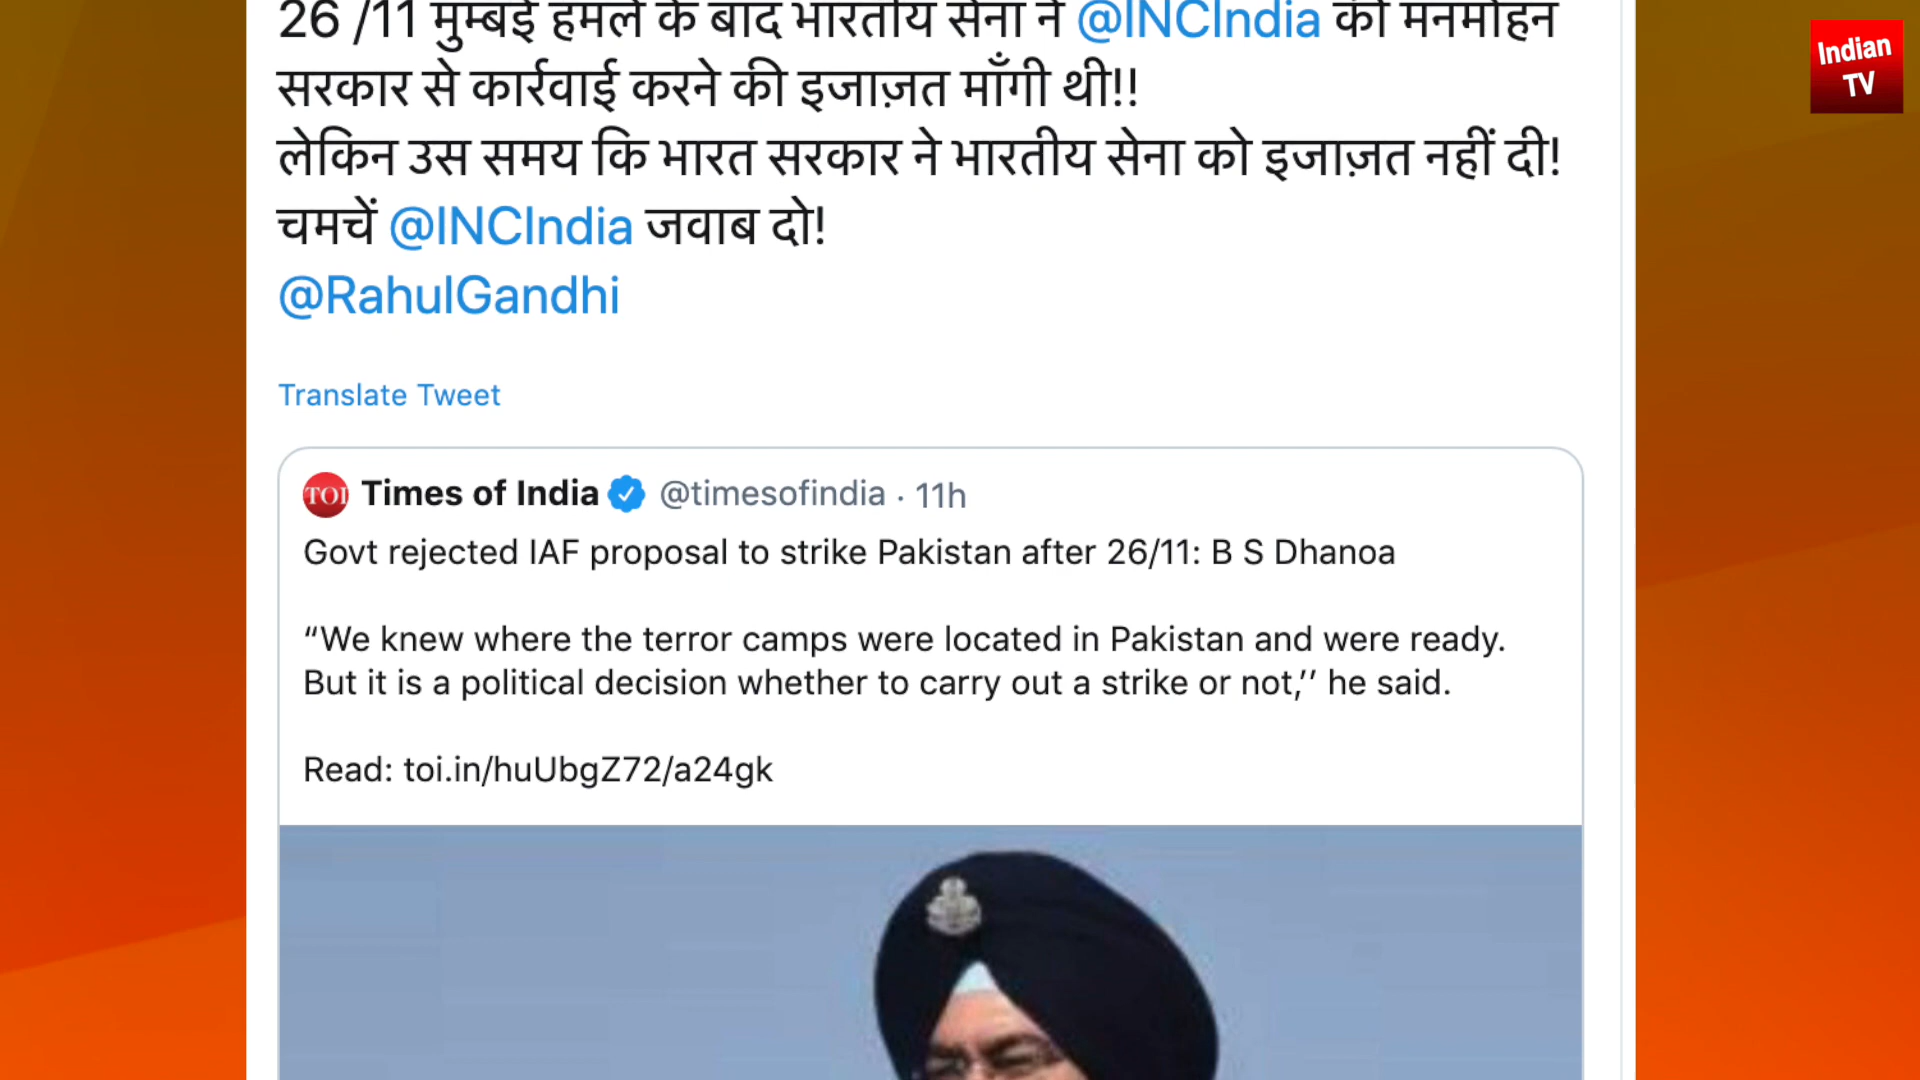 26 /11 मुम्बई हमले के बाद भारतीय सेना ने @INCIndia की मनमोहन
सरकार से कार्रवाई करने की इजाज़त माँगी थी!!
लेकिन उस समय कि भारत सरकार ने भारतीय सेना को इजाज़त नहीं दी!
चमचें @INCIndia जवाब दो!
@RahulGandhi
Translate Tweet
TOI Times of India @timesofindia · 11h
Govt rejected IAF proposal to strike Pakistan after 26/11: B S Dhanoa
“We knew where the terror camps were located in Pakistan and were ready.
But it is a political decision whether to carry out a strike or not,’’ he said.
Read: toi.in/huUbgZ72/a24gk
Indian
TV